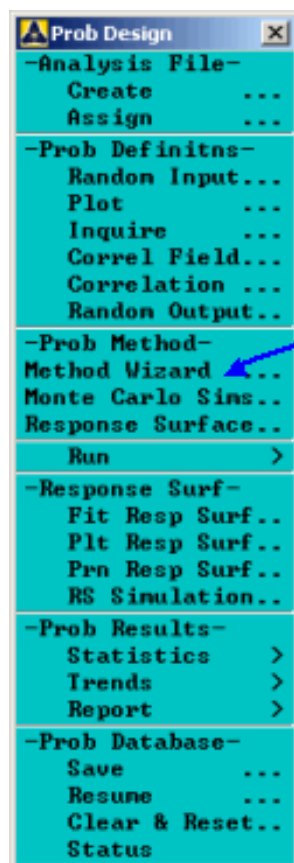 Prob Design
-Analysis File-
Create ...
Assign ...
-Prob Definitns-
Random Input...
Plot ...
Inquire ...
Correl Field...
Correlation ...
Random Output..
-Prob Method-
Method Wizard ...
Monte Carlo Sims..
Response Surface..
Run >
-Response Surf-
Fit Resp Surf..
Plt Resp Surf..
Prn Resp Surf..
RS Simulation..
-Prob Results-
Statistics >
Trends >
Report >
-Prob Database-
Save ...
Resume ...
Clear & Reset..
Status